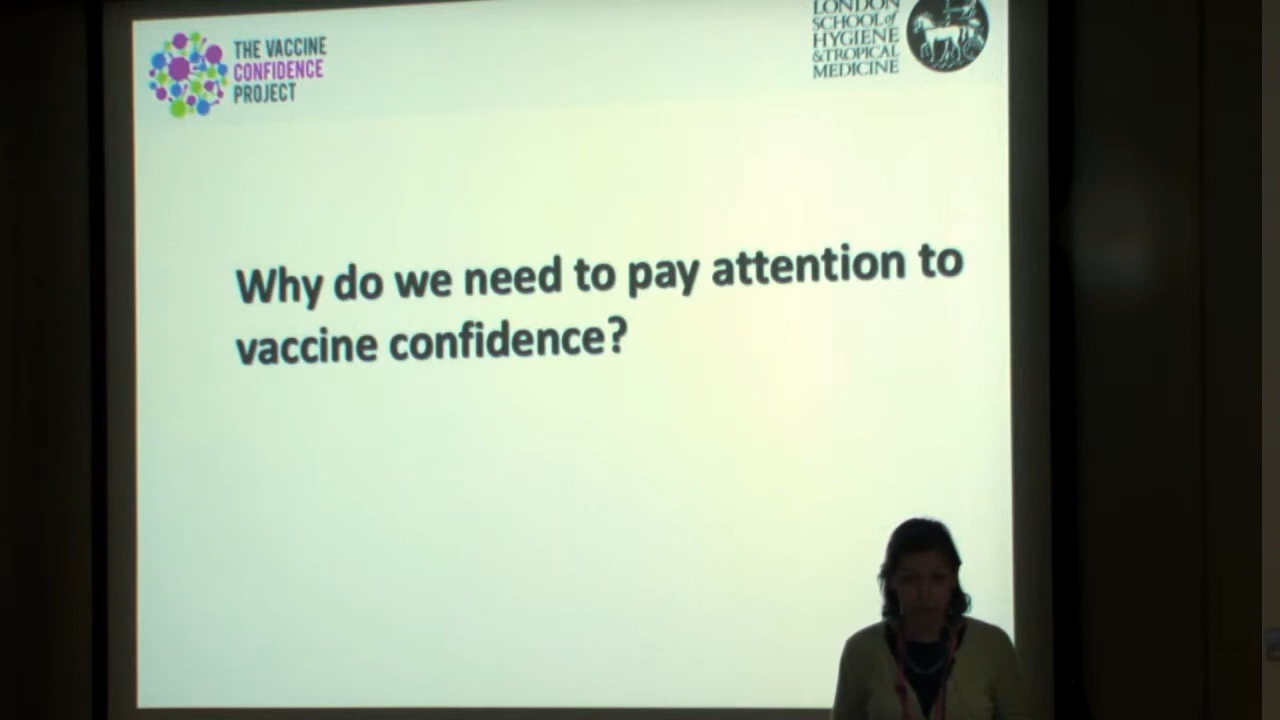 THE VACCINE
CONFIDENCE
PROJECT
LONDON
SCHOOL of
HYGIENE
& TROPICAL
MEDICINE
Why do we need to pay attention to
vaccine confidence?